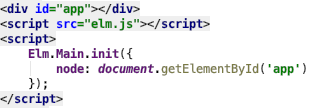 <div id="app"></div>
<script src="elm.js"></script>
<script>
    Elm.Main.init({
        node: document.getElementById('app')
    });
</script>